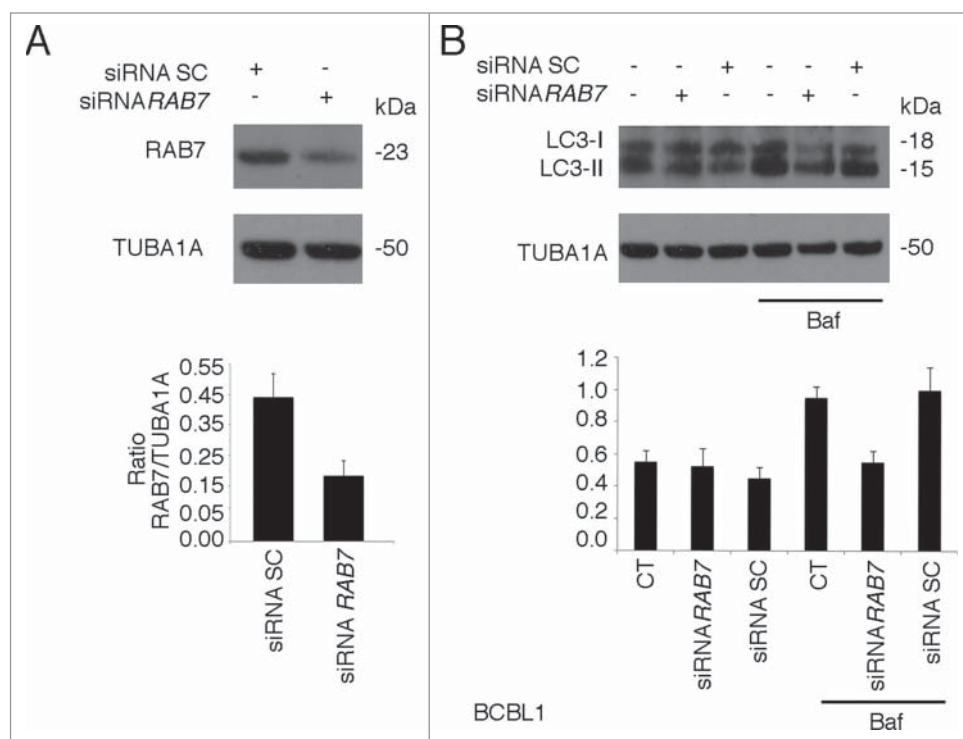 A
siRNA SC + -
siRNA RAB7 - + kDa
RAB7 -23
TUBA1A -50
Ratio
RAB7/TUBA1A
0.55
0.45
0.35
0.25
0.15
0.05
0.00
siRNA SC
siRNA RAB7
B
siRNA SC - - + - - +
siRNA RAB7 - + - - + - kDa
LC3-I -18
LC3-II -15
TUBA1A -50
Baf
1.2
1.0
0.8
0.6
0.4
0.2
0.0
CT
siRNA RAB7
siRNA SC
CT
siRNA RAB7
siRNA SC
Baf
BCBL1